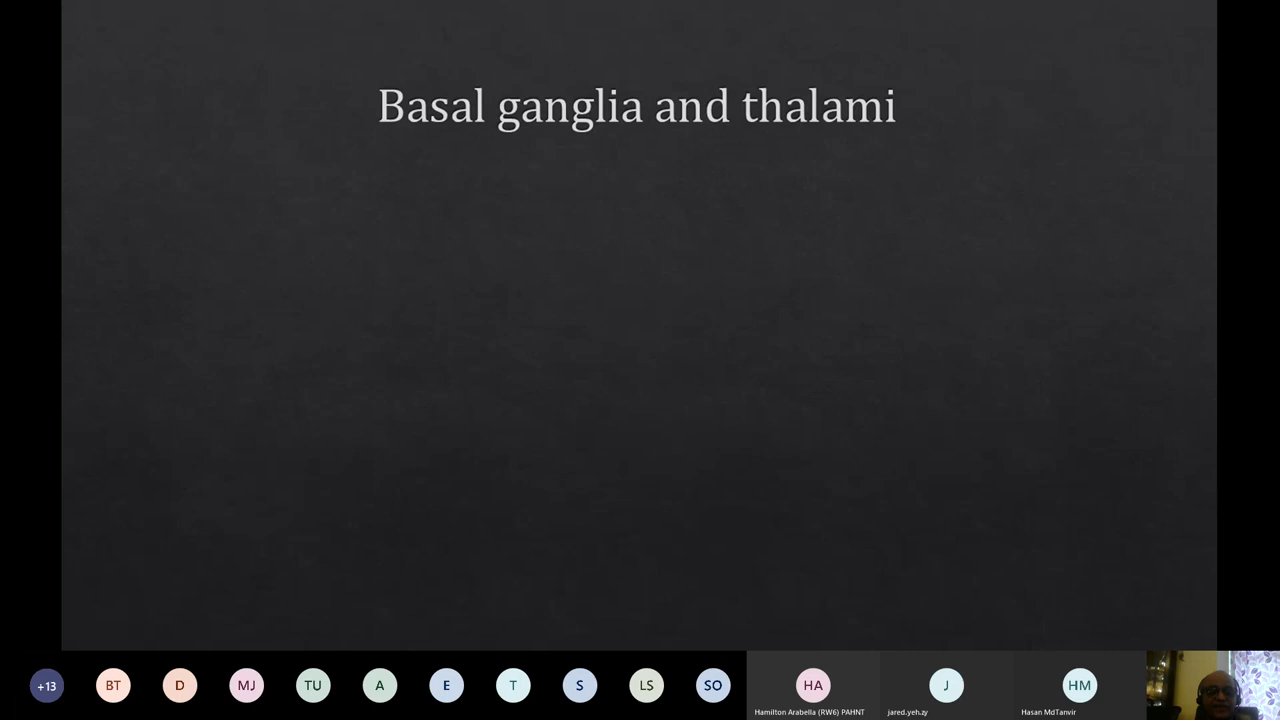 Basal ganglia and thalami
+13
BT
D
MJ
TU
A
E
T
S
LS
SO
HA
J
HM
Hamilton Arabella (RW6) PAHNT
jared.yeh.zy
Hasan MdTanvir